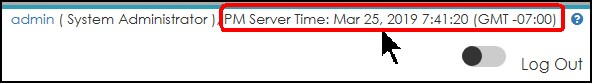 admin ( System Administrator ), PM Server Time: Mar 25, 2019 7:41:20 (GMT -07:00) ?
Log Out